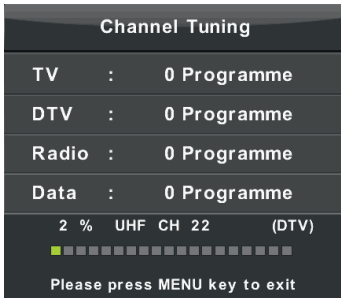 Channel Tuning
TV : 0 Programme
DTV : 0 Programme
Radio : 0 Programme
Data : 0 Programme
2 % UHF CH 22 (DTV)
Please press MENU key to exit